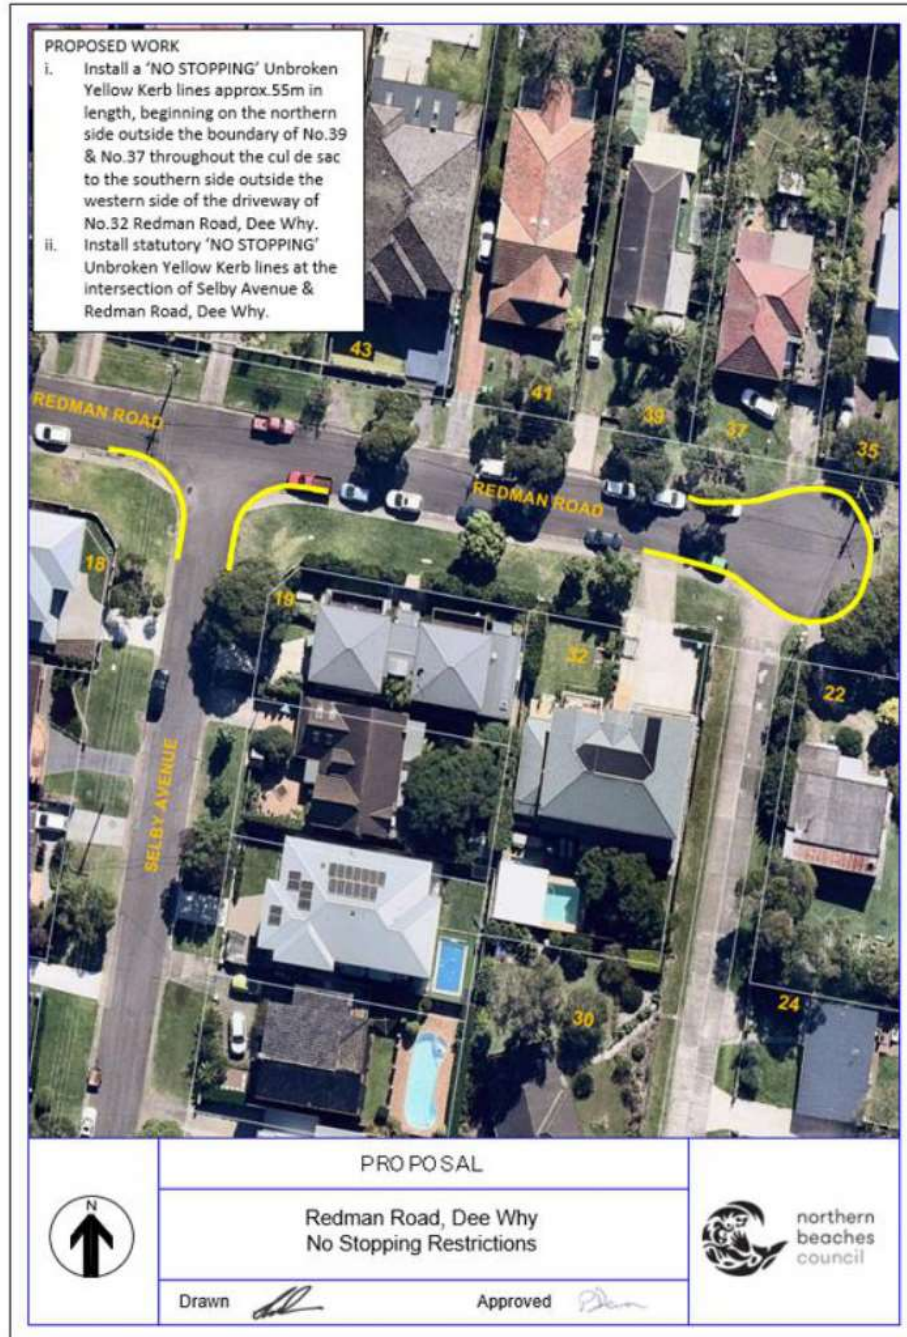 PROPOSED WORK
i. Install a ‘NO STOPPING’ Unbroken
Yellow Kerb lines approx.55m in
length, beginning on the northern
side outside the boundary of No.39
& No.37 throughout the cul de sac
to the southern side outside the
western side of the driveway of
No.32 Redman Road, Dee Why.
ii. Install statutory ‘NO STOPPING’
Unbroken Yellow Kerb lines at the
intersection of Selby Avenue &
Redman Road, Dee Why.
43
REDMAN ROAD
41
39
37
35
REDMAN ROAD
18
19
32
22
SELBY AVENUE
30
24
N
PROPOSAL
Redman Road, Dee Why
No Stopping Restrictions
Drawn
Approved
northern
beaches
council